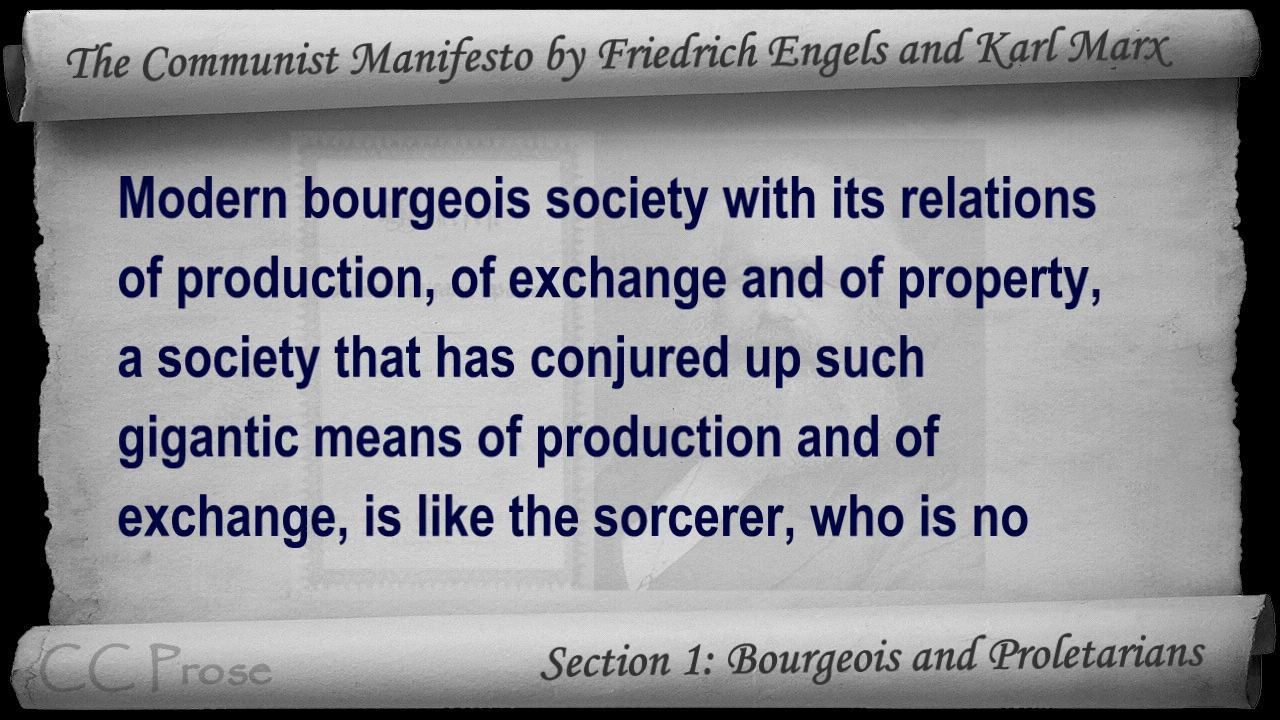 The Communist Manifesto by Friedrich Engels and Karl Marx
Modern bourgeois society with its relations
of production, of exchange and of property,
a society that has conjured up such
gigantic means of production and of
exchange, is like the sorcerer, who is no
CC Prose
Section 1: Bourgeois and Proletarians